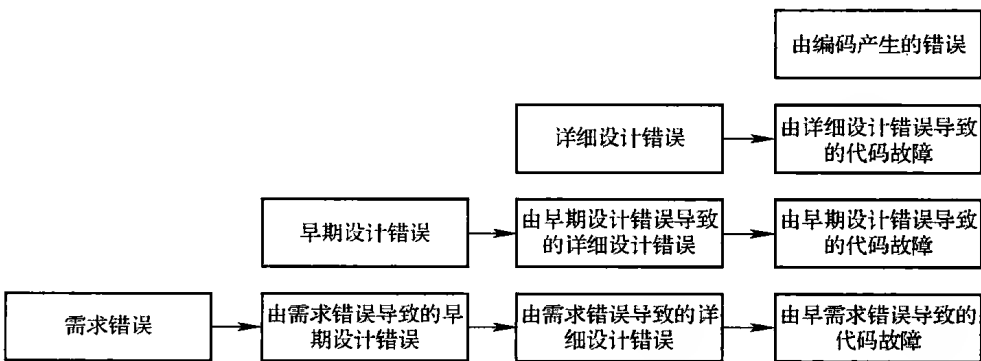 由编码产生的错误
详细设计错误
由详细设计错误导致
的代码故障
早期设计错误
由早期设计错误导致
的详细设计错误
由早期设计错误导致
的代码故障
需求错误
由需求错误导致的早
期设计错误
由需求错误导致的详
细设计错误
由早需求错误导致的
代码故障